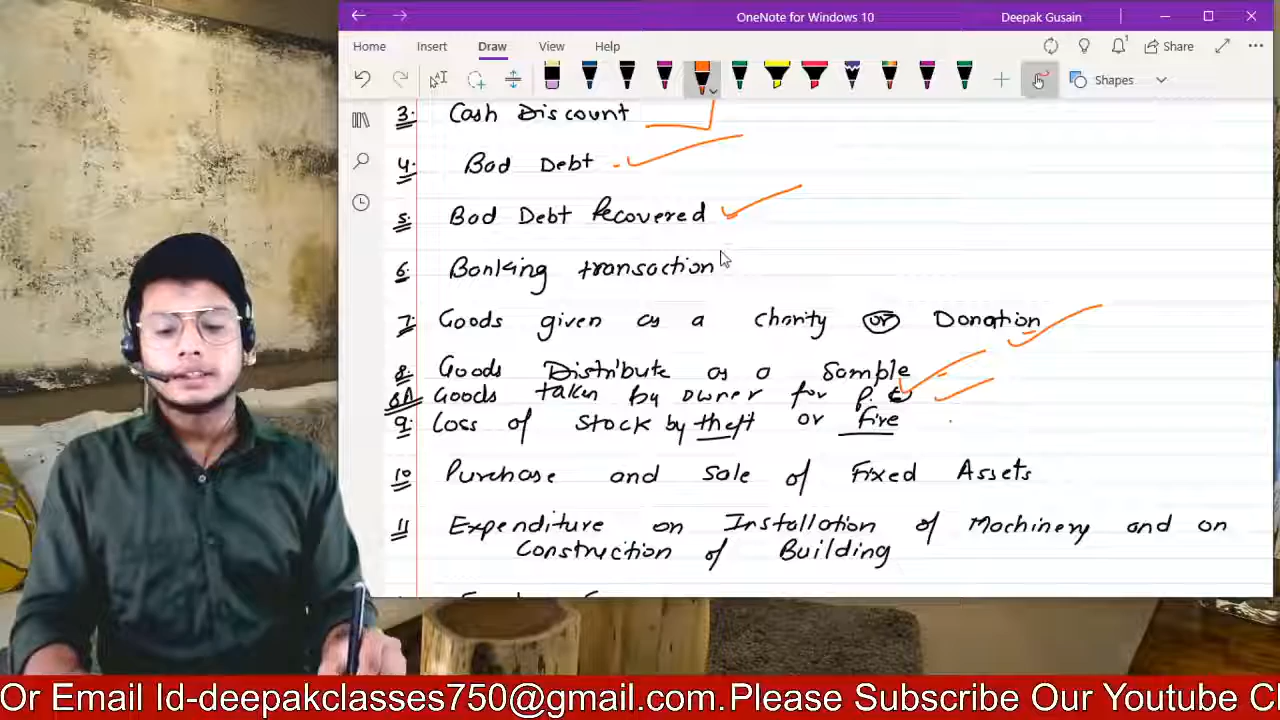 OneNote for Windows 10
Deepak Gusain
Home Insert Draw View Help
Share
Shapes
3. Cash Discount
4. Bad Debt
5. Bad Debt Recovered
6. Banking transaction
7. Goods given as a charity or Donation
8. Goods Distribute as a Sample
8A Goods taken by owner for P.
9. Loss of Stock by theft or Fire
10 Purchase and Sale of Fixed Assets
11 Expenditure on Installation of Machinery and on
Construction of Building
Or Email Id-deepakclasses750@gmail.com.Please Subscribe Our Youtube C